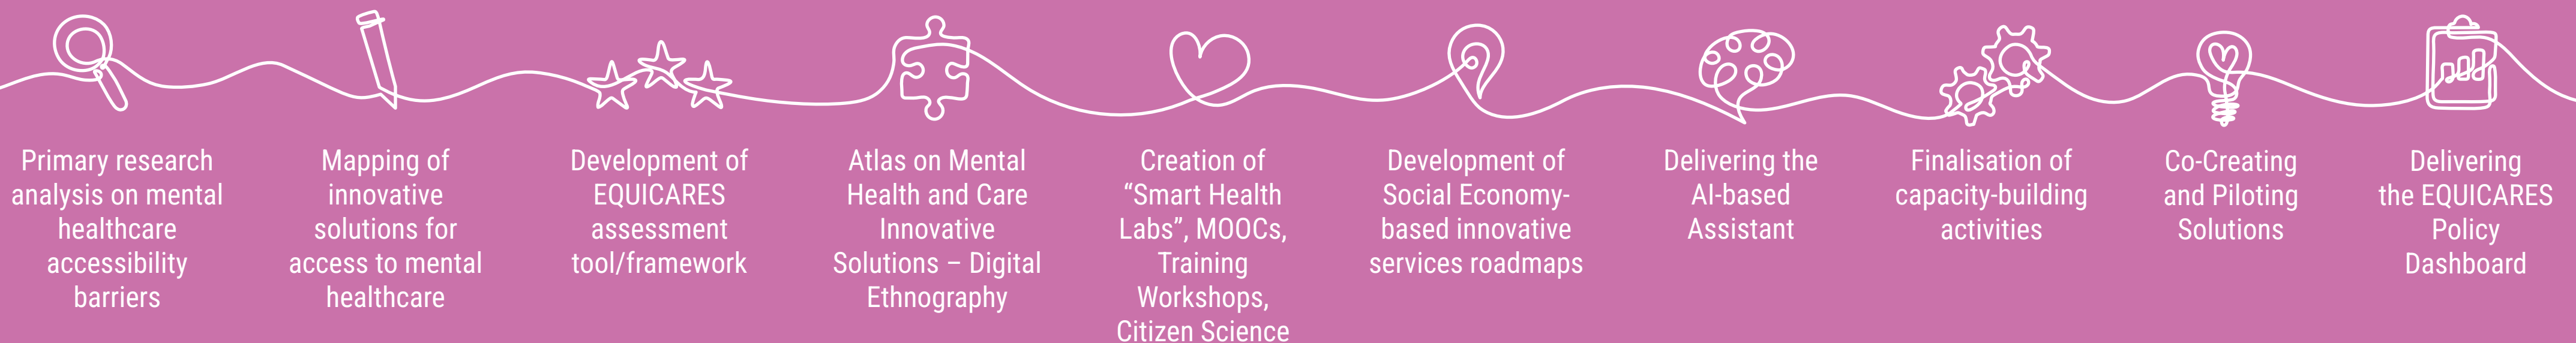 Primary research
analysis on mental
healthcare
accessibility
barriers
Mapping of
innovative
solutions for
access to mental
healthcare
Development of
EQUICARES
assessment
tool/framework
Atlas on Mental
Health and Care
Innovative
Solutions – Digital
Ethnography
Creation of
“Smart Health
Labs”, MOOCs,
Training
Workshops,
Citizen Science
Development of
Social Economy-
based innovative
services roadmaps
Delivering the
AI-based
Assistant
Finalisation of
capacity-building
activities
Co-Creating
and Piloting
Solutions
Delivering
the EQUICARES
Policy
Dashboard